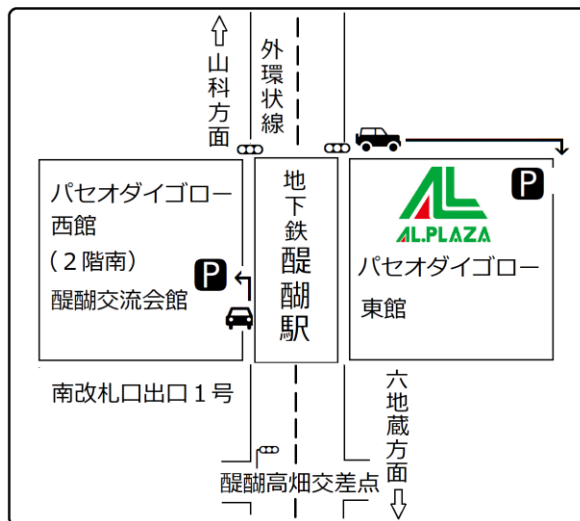 山科方面
外環状線
パセオダイゴロー
西館
(２階南)
醍醐交流会館
P
地下鉄醍醐駅
P
AL.PLAZA
パセオダイゴロー
東館
南改札口出口１号
六地蔵方面
醍醐高畑交差点